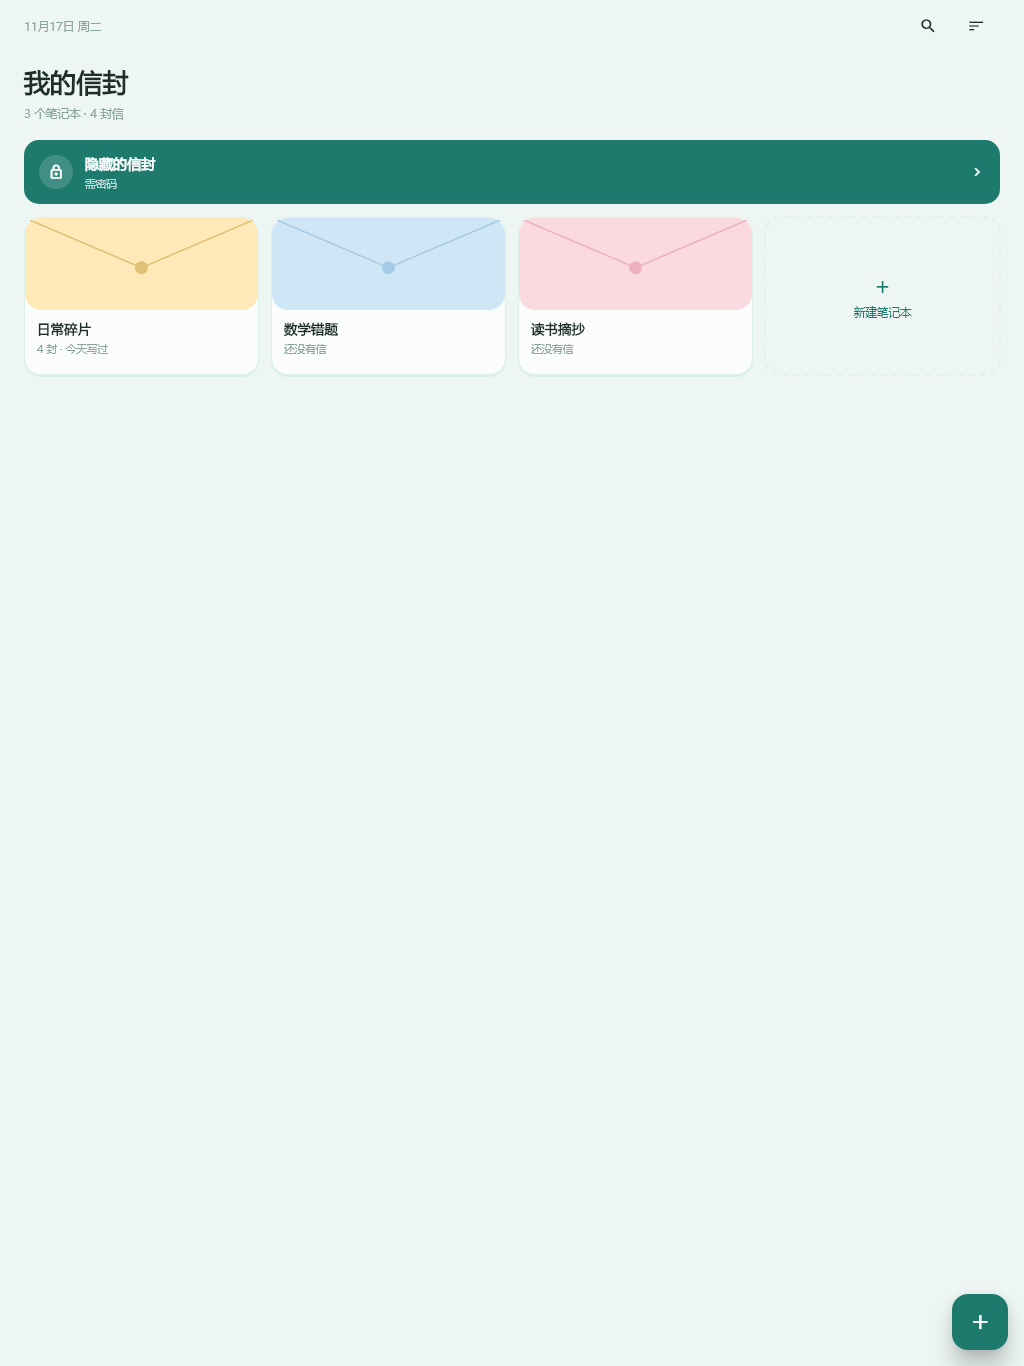 11月17日 周二
我的信封
3 个笔记本 · 4 封信
隐藏的信封
需密码
日常碎片
4 封 · 今天写过
数学错题
还没有信
读书摘抄
还没有信
新建笔记本